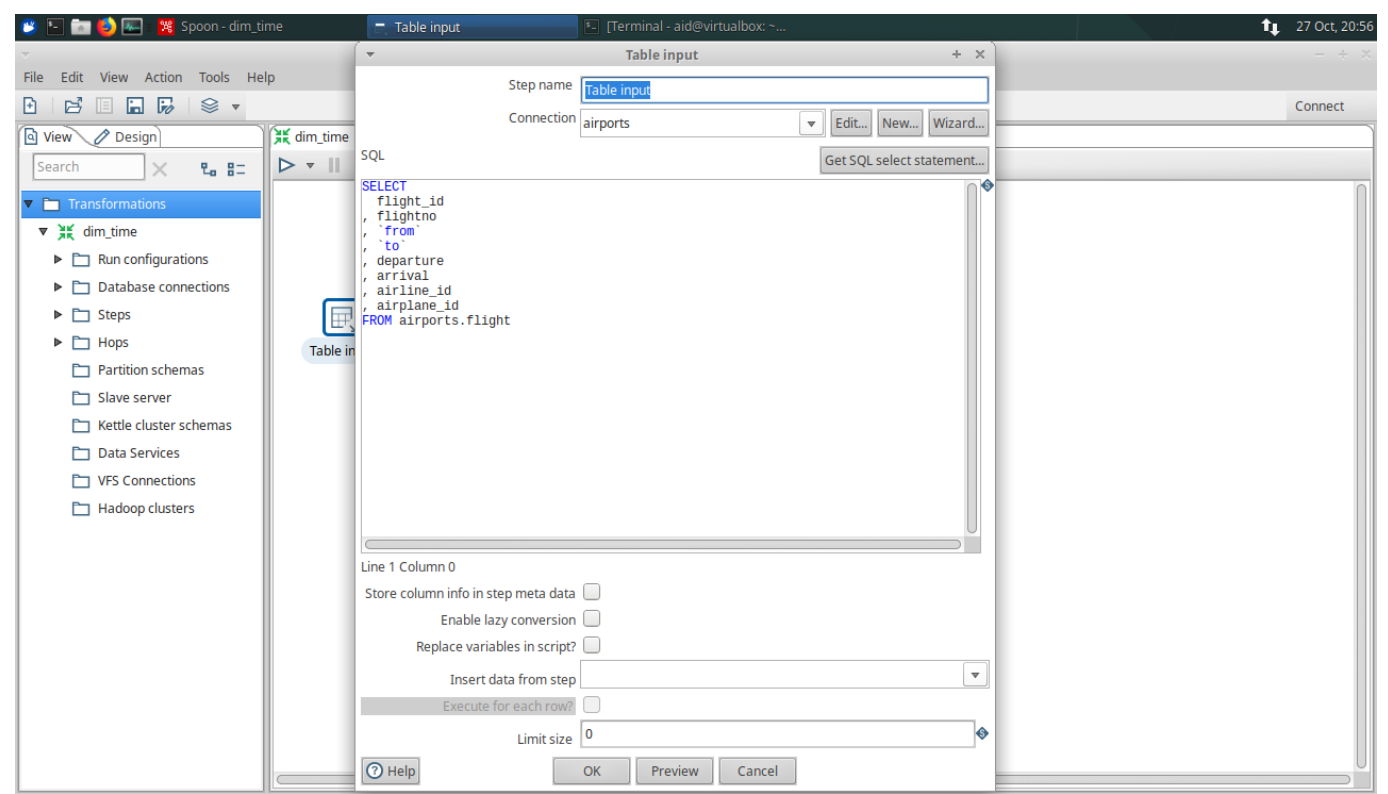 Spoon - dim_time
Table input
[Terminal - aid@virtualbox: ~...
27 Oct, 20:56
Table input
File Edit View Action Tools Help
Connect
View
Design
dim_time
Search
Transformations
dim_time
Run configurations
Database connections
Steps
Hops
Partition schemas
Slave server
Kettle cluster schemas
Data Services
VFS Connections
Hadoop clusters
Table in
Step name Table input
Connection airports Edit... New... Wizard...
SQL Get SQL select statement...
SELECT
flight_id
, flightno
, `from`
, `to`
, departure
, arrival
, airline_id
, airplane_id
FROM airports.flight
Line 1 Column 0
Store column info in step meta data
Enable lazy conversion
Replace variables in script?
Insert data from step
Execute for each row?
Limit size 0
Help OK Preview Cancel